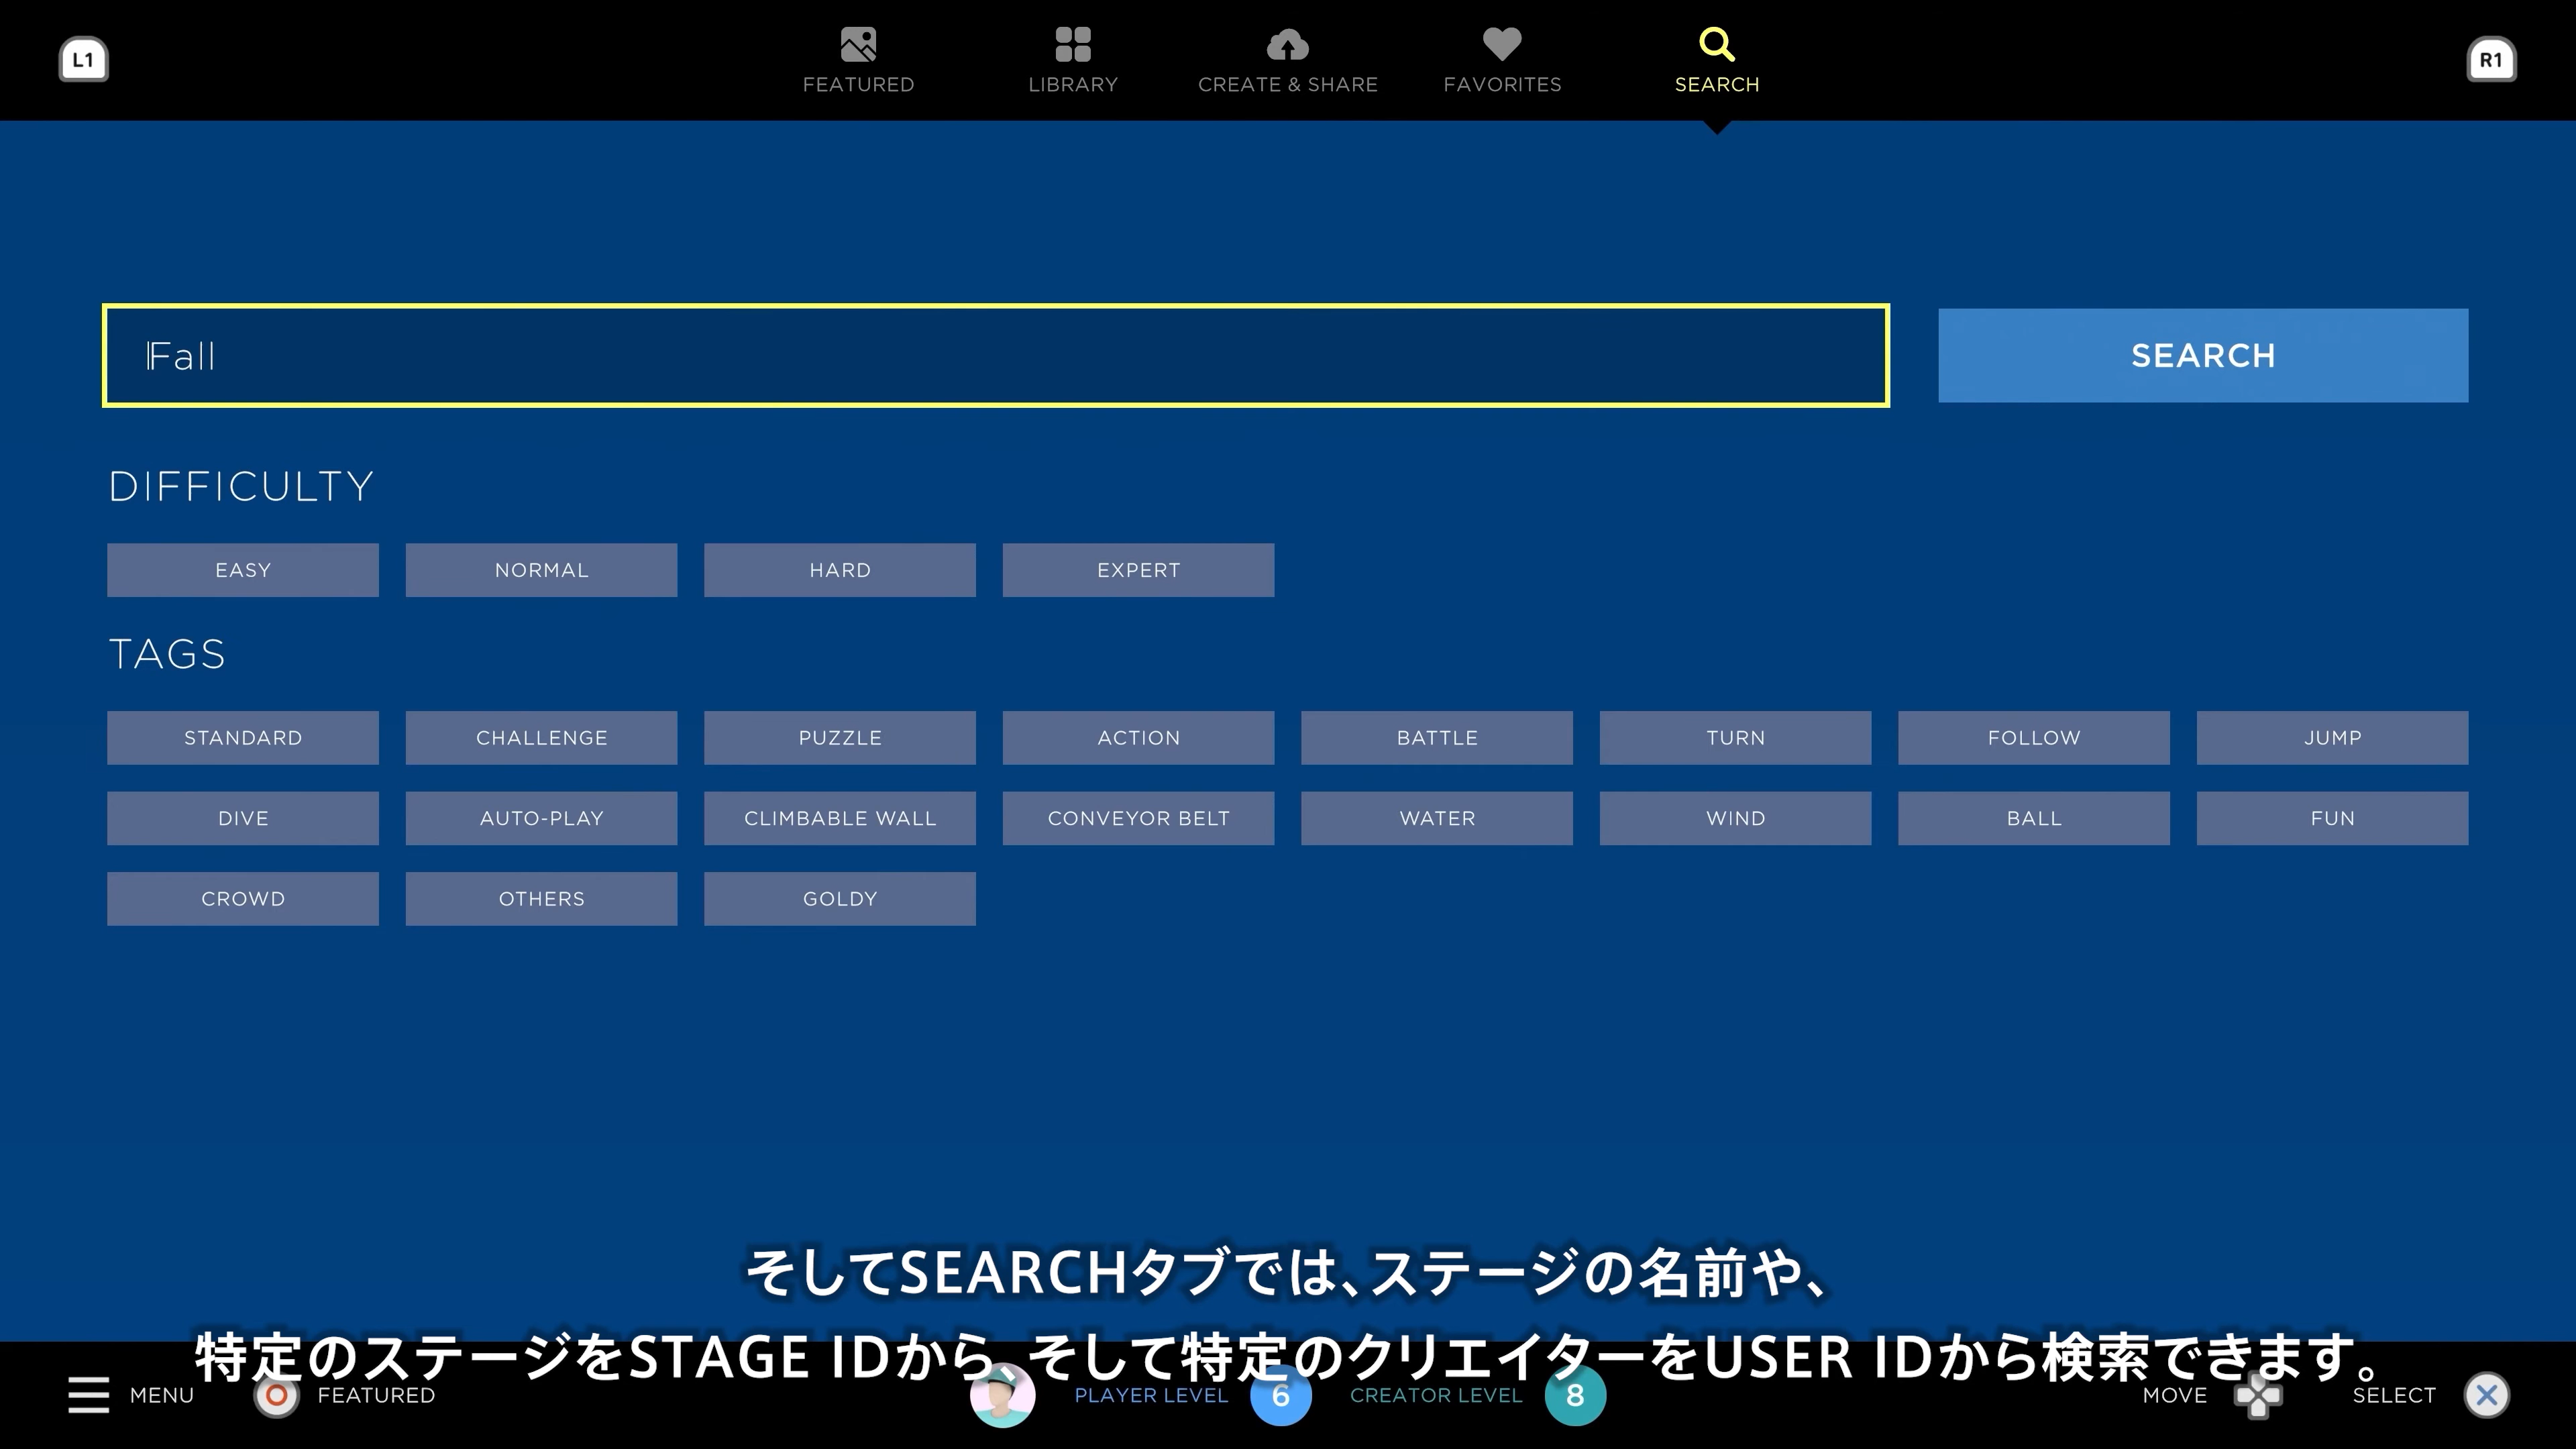 L1
FEATURED
LIBRARY
CREATE & SHARE
FAVORITES
SEARCH
R1
Fall
SEARCH
DIFFICULTY
EASY
NORMAL
HARD
EXPERT
TAGS
STANDARD
CHALLENGE
PUZZLE
ACTION
BATTLE
TURN
FOLLOW
JUMP
DIVE
AUTO-PLAY
CLIMBABLE WALL
CONVEYOR BELT
WATER
WIND
BALL
FUN
CROWD
OTHERS
GOLDY
そしてSEARCHタブでは、ステージの名前や、
特定のステージをSTAGE IDから、そして特定のクリエイターをUSER IDから検索できます。
MENU
FEATURED
PLAYER LEVEL
6
CREATOR LEVEL
8
MOVE
SELECT